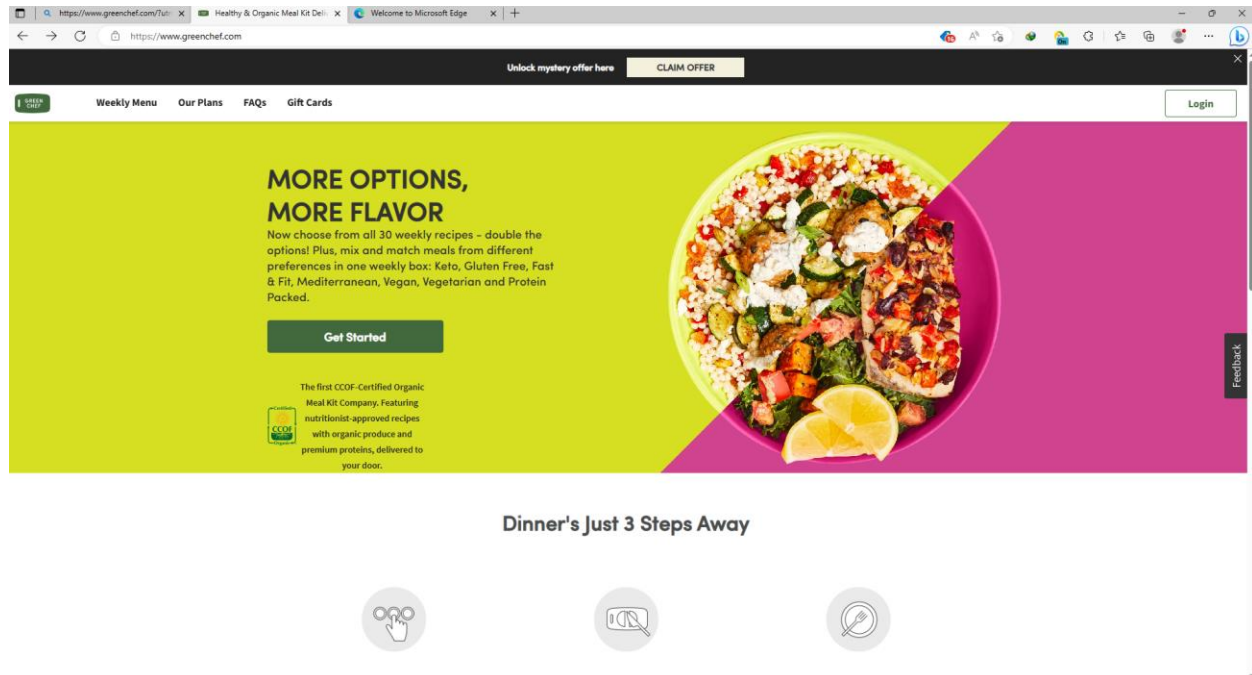 https://www.greenchef.com/?ut
Healthy & Organic Meal Kit Deli
Welcome to Microsoft Edge
https://www.greenchef.com
Unlock mystery offer here
CLAIM OFFER
GREEN
CHEF
Weekly Menu
Our Plans
FAQs
Gift Cards
Login
MORE OPTIONS,
MORE FLAVOR
Now choose from all 30 weekly recipes – double the
options! Plus, mix and match meals from different
preferences in one weekly box: Keto, Gluten Free, Fast
& Fit, Mediterranean, Vegan, Vegetarian and Protein
Packed.
Get Started
The first CCOF-Certified Organic
Meal Kit Company. Featuring
nutritionist-approved recipes
with organic produce and
premium proteins, delivered to
your door.
CCOF
Feedback
Dinner's Just 3 Steps Away